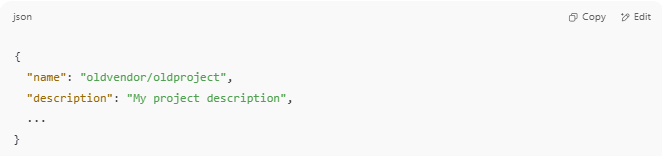 json Copy Edit
{
"name": "oldvendor/oldproject",
"description": "My project description",
...
}